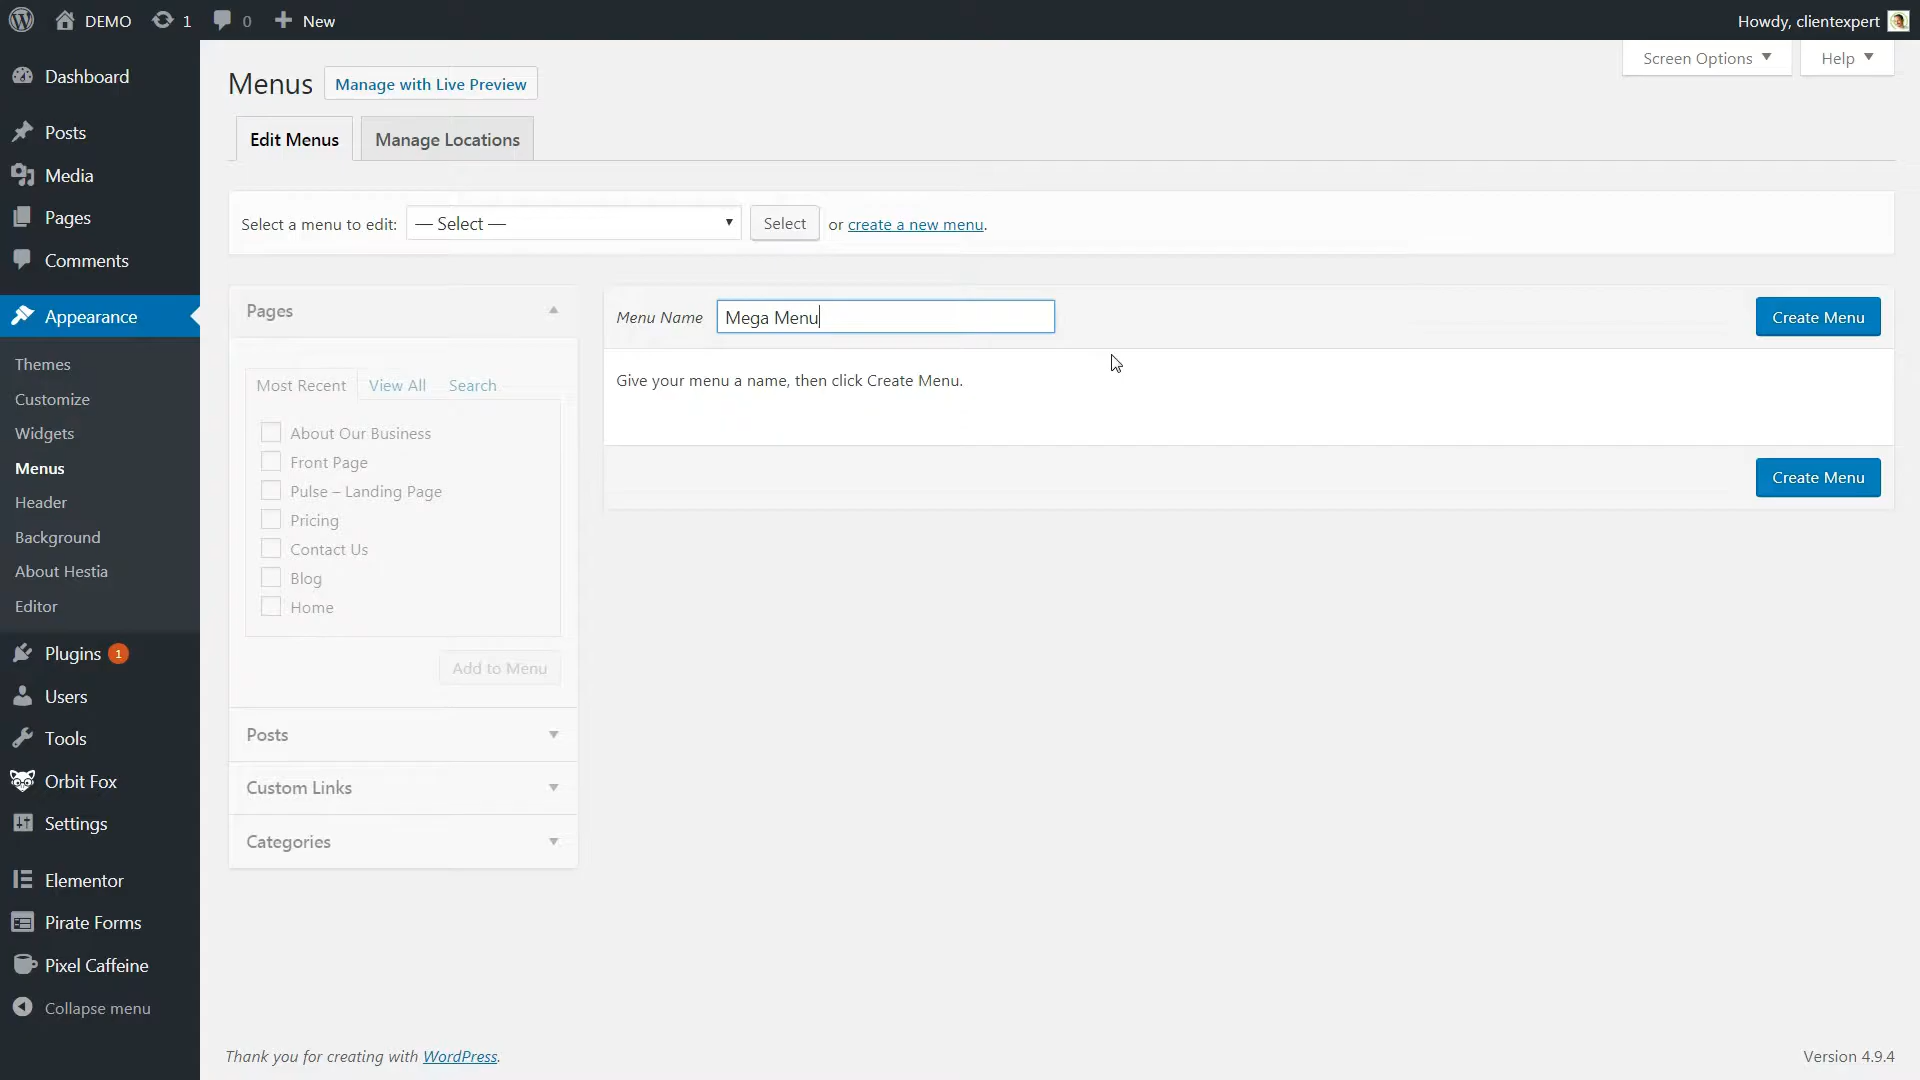 DEMO 1 0 New Howdy, clientexpert
Dashboard
Posts
Media
Pages
Comments
Appearance
Themes
Customize
Widgets
Menus
Header
Background
About Hestia
Editor
Plugins 1
Users
Tools
Orbit Fox
Settings
Elementor
Pirate Forms
Pixel Caffeine
Collapse menu
Screen Options ▼ Help ▼
Menus Manage with Live Preview
Edit Menus Manage Locations
Select a menu to edit: — Select — ▼ Select or create a new menu.
Pages ▲
Most Recent View All Search
About Our Business
Front Page
Pulse – Landing Page
Pricing
Contact Us
Blog
Home
Add to Menu
Posts ▼
Custom Links ▼
Categories ▼
Menu Name Mega Menu Create Menu
Give your menu a name, then click Create Menu.
Create Menu
Thank you for creating with WordPress. Version 4.9.4